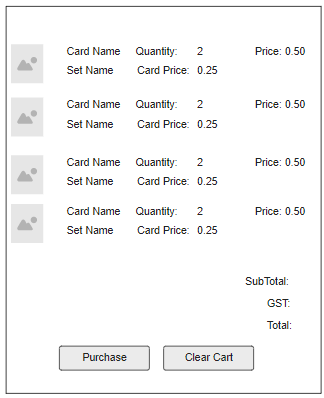 Card Name Quantity: 2 Price: 0.50
Set Name Card Price: 0.25
Card Name Quantity: 2 Price: 0.50
Set Name Card Price: 0.25
Card Name Quantity: 2 Price: 0.50
Set Name Card Price: 0.25
Card Name Quantity: 2 Price: 0.50
Set Name Card Price: 0.25
SubTotal:
GST:
Total:
Purchase Clear Cart